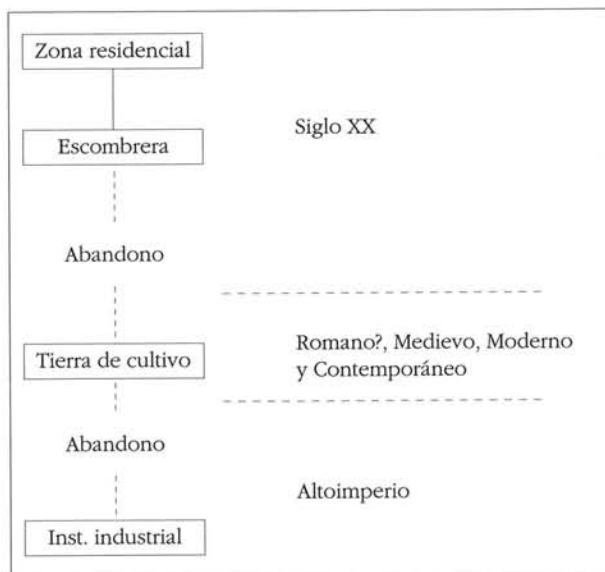 Zona residencial
Siglo XX
Escombrera
Abandono
Romano?, Medievo, Moderno
y Contemporáneo
Tierra de cultivo
Abandono
Altoimperio
Inst. industrial